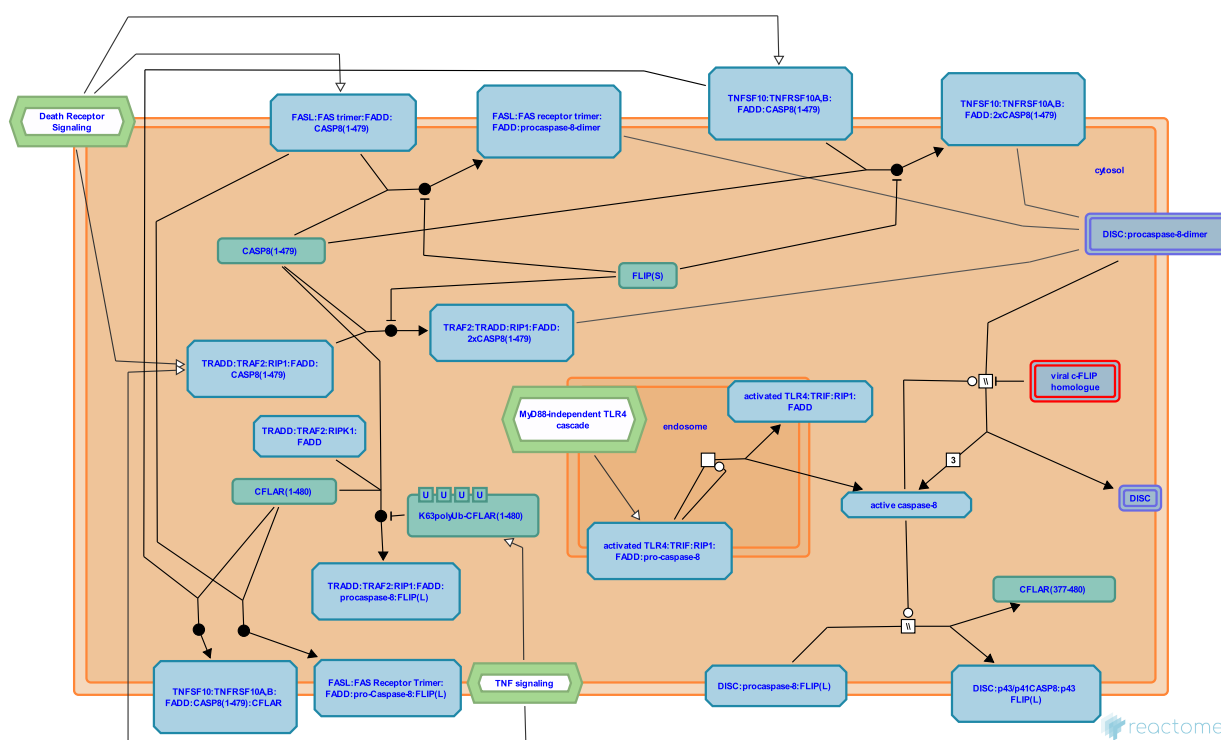 Death Receptor
Signaling
FASL:FAS trimer:FADD:
CASP8(1-479)
FASL:FAS receptor trimer:
FADD:procaspase-8-dimer
TNFSF10:TNFRSF10A,B:
FADD:CASP8(1-479)
TNFSF10:TNFRSF10A,B:
FADD:2xCASP8(1-479)
cytosol
CASP8(1-479)
FLIP(S)
DISC:procaspase-8-dimer
TRADD:TRAF2:RIP1:FADD:
CASP8(1-479)
TRAF2:TRADD:RIP1:FADD:
2xCASP8(1-479)
viral c-FLIP
homologue
\\
MyD88-independent TLR4
cascade
endosome
activated TLR4:TRIF:RIP1:
FADD
TRADD:TRAF2:RIPK1:
FADD
3
CFLAR(1-480)
U U U U
K63polyUb-CFLAR(1-480)
active caspase-8
DISC
activated TLR4:TRIF:RIP1:
FADD:pro-caspase-8
TRADD:TRAF2:RIP1:FADD:
procaspase-8:FLIP(L)
CFLAR(377-480)
\\
TNFSF10:TNFRSF10A,B:
FADD:CASP8(1-479):CFLAR
FASL:FAS Receptor Trimer:
FADD:pro-Caspase-8:FLIP(L)
TNF signaling
DISC:procaspase-8:FLIP(L)
DISC:p43/p41CASP8:p43
FLIP(L)
reactome